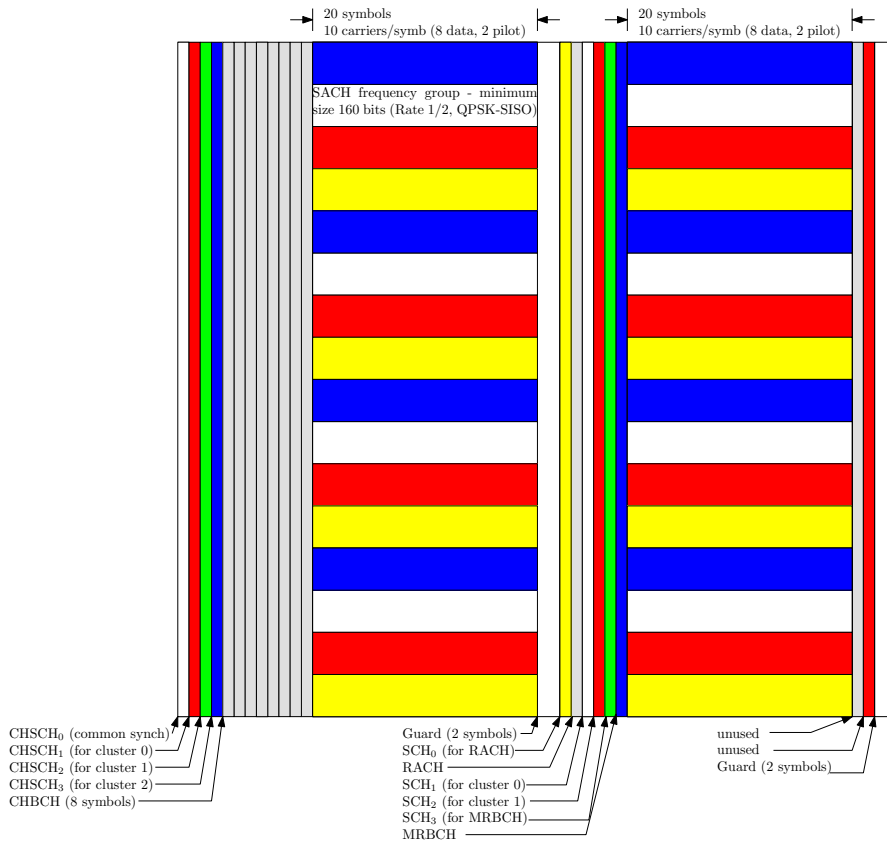 20 symbols
10 carriers/symb (8 data, 2 pilot)
20 symbols
10 carriers/symb (8 data, 2 pilot)
SACH frequency group - minimum
size 160 bits (Rate 1/2, QPSK-SISO)
CHSCH₀ (common synch)
CHSCH₁ (for cluster 0)
CHSCH₂ (for cluster 1)
CHSCH₃ (for cluster 2)
CHBCH (8 symbols)
Guard (2 symbols)
SCH₀ (for RACH)
RACH
SCH₁ (for cluster 0)
SCH₂ (for cluster 1)
SCH₃ (for MRBCH)
MRBCH
unused
unused
Guard (2 symbols)